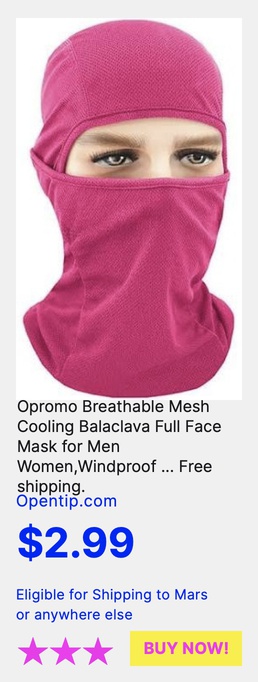 Opromo Breathable Mesh
Cooling Balaclava Full Face
Mask for Men
Women,Windproof ... Free
shipping.
Opentip.com
$2.99
Eligible for Shipping to Mars
or anywhere else
BUY NOW!